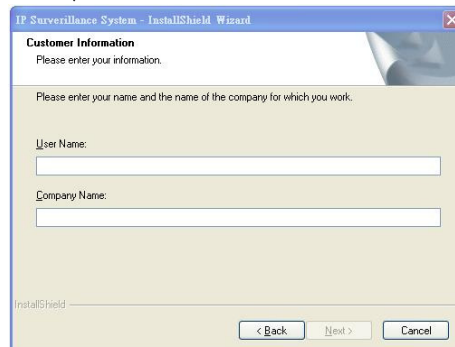 IP Surverillance System - InstallShield Wizard
Customer Information
Please enter your information.
Please enter your name and the name of the company for which you work.
User Name:
Company Name:
InstallShield
< Back Next > Cancel